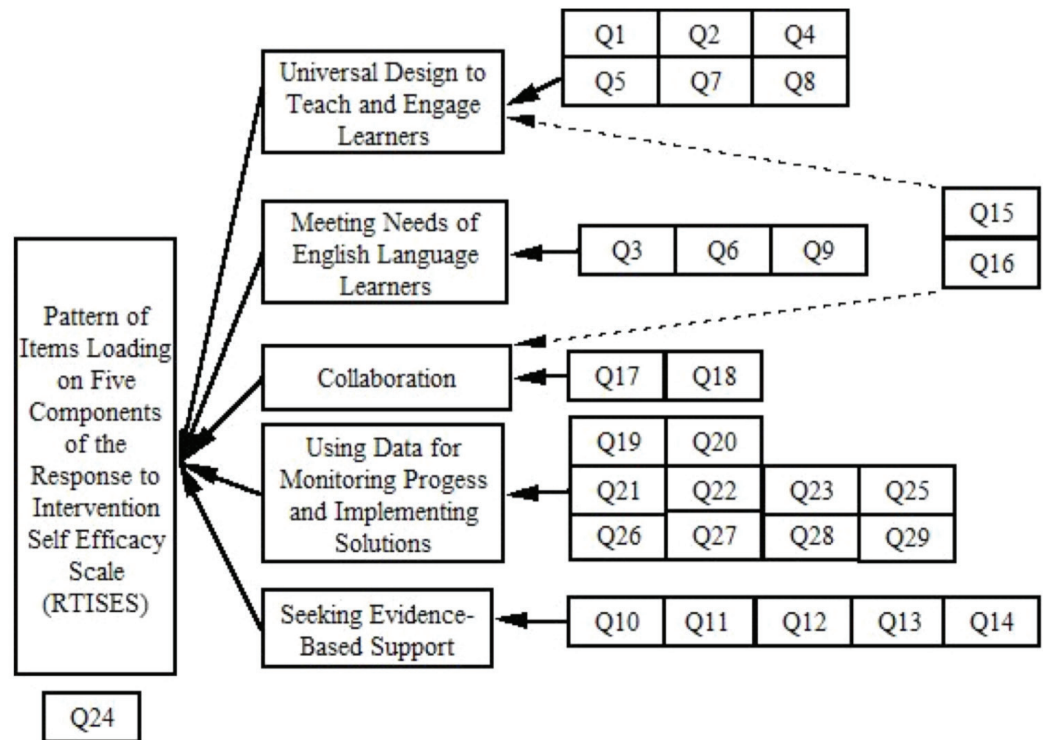 Pattern of
Items Loading
on Five
Components
of the
Response to
Intervention
Self Efficacy
Scale
(RTISES)
Q24
Universal Design to
Teach and Engage
Learners
Q1 Q2 Q4
Q5 Q7 Q8
Q15
Q16
Meeting Needs of
English Language
Learners
Q3 Q6 Q9
Collaboration
Q17 Q18
Using Data for
Monitoring Progess
and Implementing
Solutions
Q19 Q20
Q21 Q22 Q23 Q25
Q26 Q27 Q28 Q29
Seeking Evidence-
Based Support
Q10 Q11 Q12 Q13 Q14